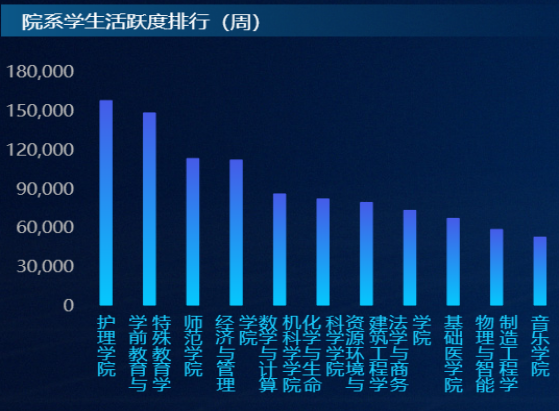 院系学生活跃度排行（周）
180,000
150,000
120,000
90,000
60,000
30,000
0
护理学院
学前教育与
特殊教育学
师范学院
经济与管理
学院
数学与计算
机科学学院
化学与生命
科学学院
资源环境与
建筑工程学
法学与商务
学院
基础医学院
物理与智能
制造工程学
音乐学院